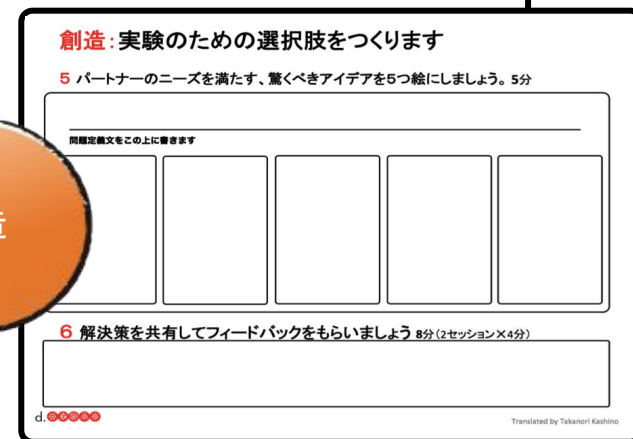 創造:実験のための選択肢をつくります
5 パートナーのニーズを満たす、驚くべきアイデアを5つ絵にしましょう。5分
問題定義文をこの上に書きます
造
6 解決策を共有してフィードバックをもらいましょう 8分(2セッション×4分)
d.
Translated by Takanori Kashino